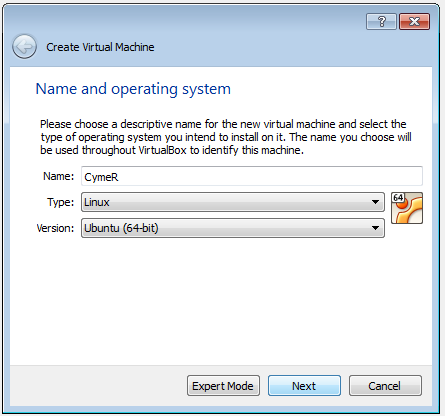 ?
Create Virtual Machine
Name and operating system
Please choose a descriptive name for the new virtual machine and select the
type of operating system you intend to install on it. The name you choose will
be used throughout VirtualBox to identify this machine.
Name: CymeR
Type: Linux
64
Version: Ubuntu (64-bit)
Expert Mode Next Cancel